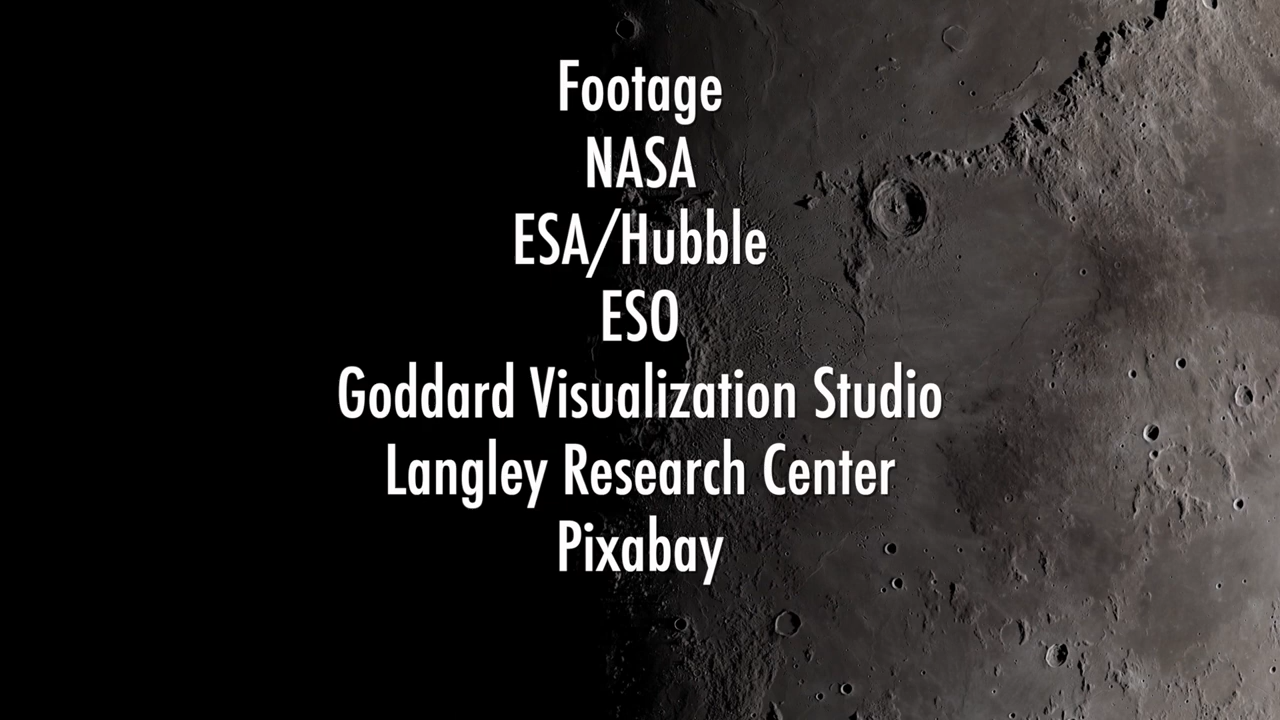 Footage
NASA
ESA/Hubble
ESO
Goddard Visualization Studio
Langley Research Center
Pixabay